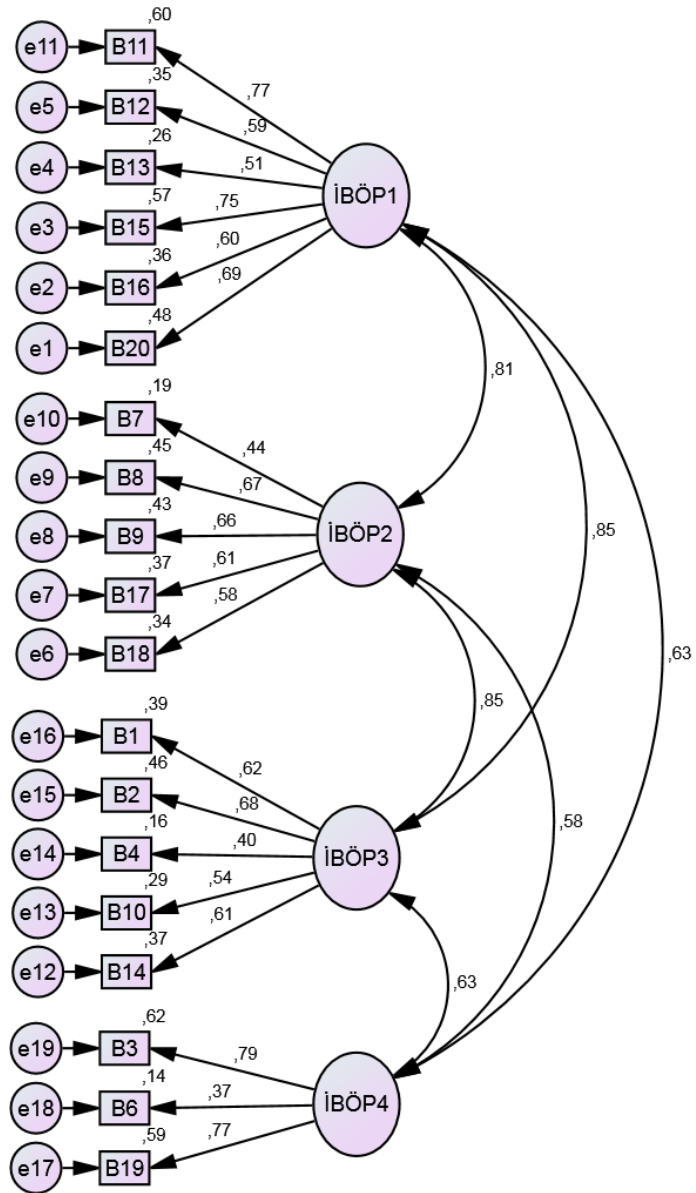 ,60
e11 B11
,77
,35
e5 B12
,59
,26
e4 B13
,51
İBÖP1
,57
e3 B15
,75
,36
e2 B16
,60
,48
e1 B20
,69
,81
,19
e10 B7
,44
,45
e9 B8
,67
,43
e8 B9
,66
İBÖP2
,85
,37
e7 B17
,61
,34
e6 B18
,58
,63
,85
,39
e16 B1
,62
,46
e15 B2
,68
,58
,16
e14 B4
,40
İBÖP3
,29
e13 B10
,54
,37
e12 B14
,61
,63
,62
e19 B3
,79
,14
e18 B6
,37
İBÖP4
,59
e17 B19
,77